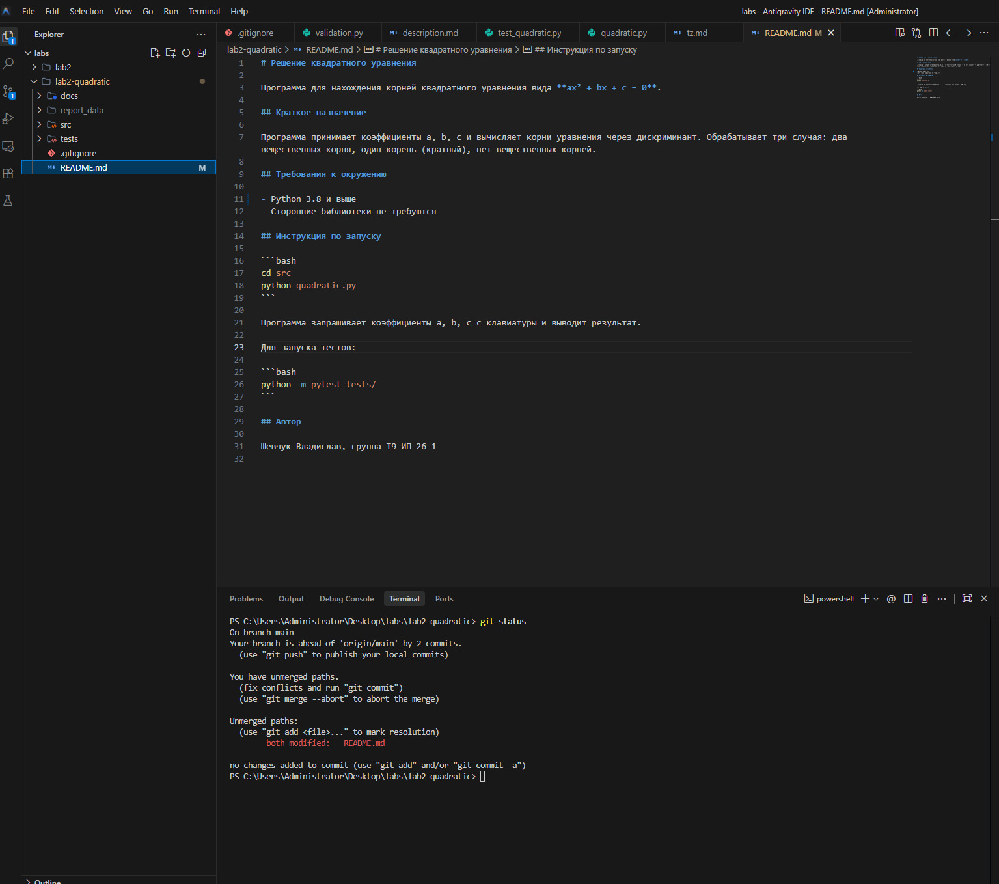 File Edit Selection View Go Run Terminal Help
labs - Antigravity IDE - README.md [Administrator]
Explorer
labs
lab2
lab2-quadratic
docs
report_data
src
tests
.gitignore
README.md M
Outline
1
1
.gitignore
validation.py
description.md
test_quadratic.py
quadratic.py
tz.md
README.md M
lab2-quadratic > README.md > # Решение квадратного уравнения > ## Инструкция по запуску
1 # Решение квадратного уравнения
2
3 Программа для нахождения корней квадратного уравнения вида **ax² + bx + c = 0**.
4
5 ## Краткое назначение
6
7 Программа принимает коэффициенты a, b, c и вычисляет корни уравнения через дискриминант. Обрабатывает три случая: два
вещественных корня, один корень (кратный), нет вещественных корней.
8
9 ## Требования к окружению
10
11 - Python 3.8 и выше
12 - Сторонние библиотеки не требуются
13
14 ## Инструкция по запуску
15
16 ```bash
17 cd src
18 python quadratic.py
19 ```
20
21 Программа запрашивает коэффициенты a, b, c с клавиатуры и выводит результат.
22
23 Для запуска тестов:
24
25 ```bash
26 python -m pytest tests/
27 ```
28
29 ## Автор
30
31 Шевчук Владислав, группа Т9-ИП-26-1
32
Problems Output Debug Console Terminal Ports
powershell
PS C:\Users\Administrator\Desktop\labs\lab2-quadratic> git status
On branch main
Your branch is ahead of 'origin/main' by 2 commits.
(use "git push" to publish your local commits)
You have unmerged paths.
(fix conflicts and run "git commit")
(use "git merge --abort" to abort the merge)
Unmerged paths:
(use "git add <file>..." to mark resolution)
both modified:   README.md
no changes added to commit (use "git add" and/or "git commit -a")
PS C:\Users\Administrator\Desktop\labs\lab2-quadratic>